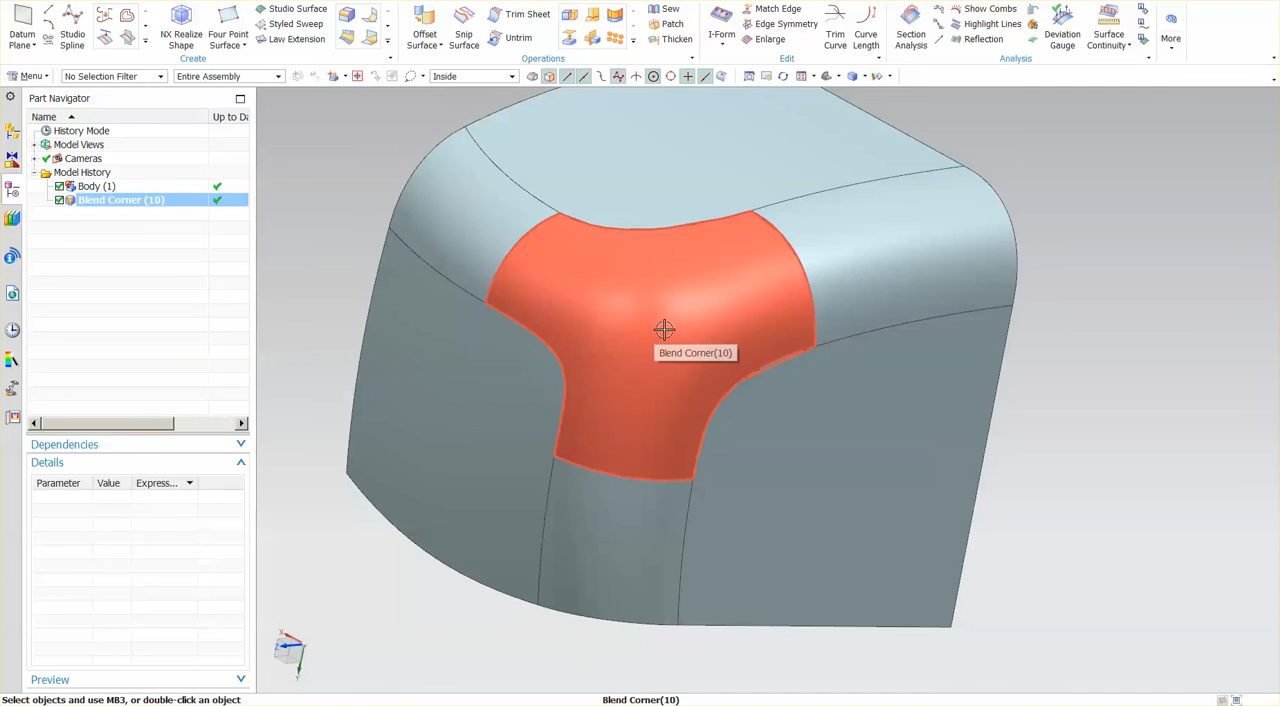 Datum
Plane
Studio
Spline
NX Realize
Shape
Four Point
Surface
Studio Surface
Styled Sweep
Law Extension
Create
Offset
Surface
Snip
Surface
Trim Sheet
Untrim
Sew
Patch
Thicken
Operations
I-Form
Match Edge
Edge Symmetry
Enlarge
Trim
Curve
Curve
Length
Edit
Section
Analysis
Show Combs
Highlight Lines
Reflection
Deviation
Gauge
Surface
Continuity
Analysis
More
Menu
No Selection Filter
Entire Assembly
Inside
Part Navigator
Name
Up to Da
History Mode
Model Views
Cameras
Model History
Body (1)
Blend Corner (10)
Dependencies
Details
Parameter
Value
Express...
Preview
Blend Corner(10)
X
Z
Y
Select objects and use MB3, or double-click an object
Blend Corner(10)